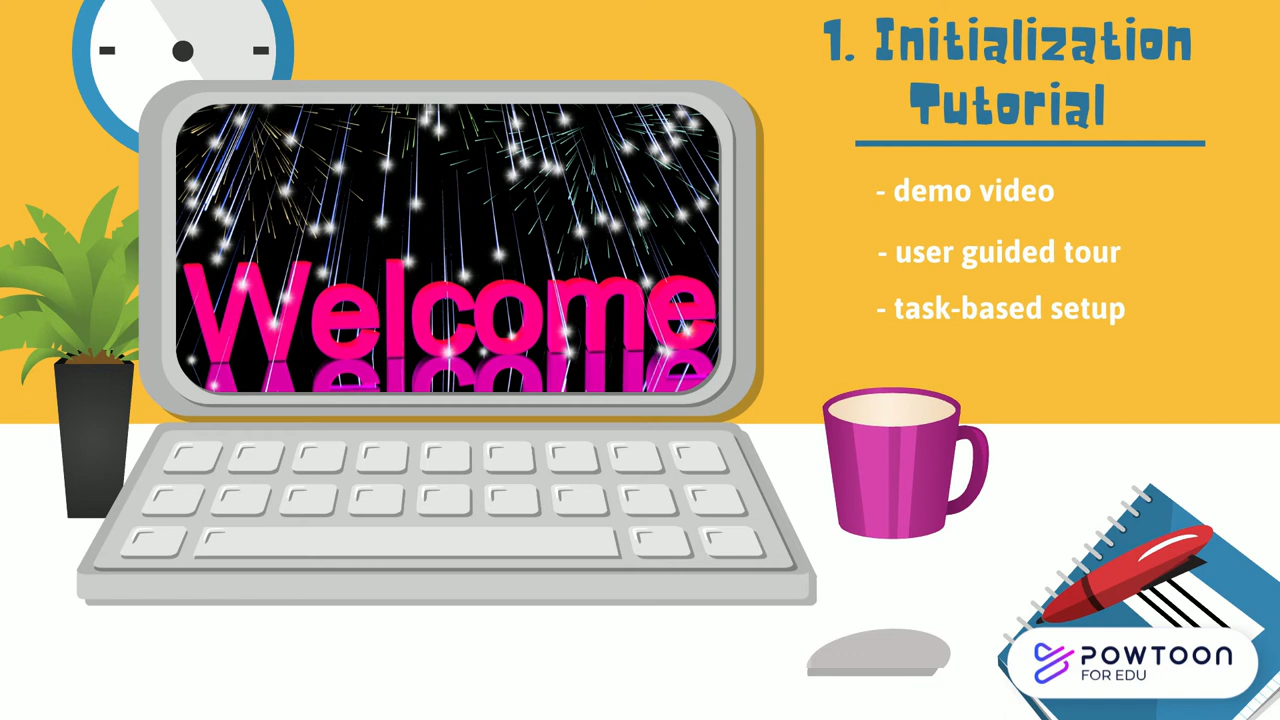 1. Initialization
Tutorial
- demo video
- user guided tour
- task-based setup
Welcome
POWTOON
FOR EDU